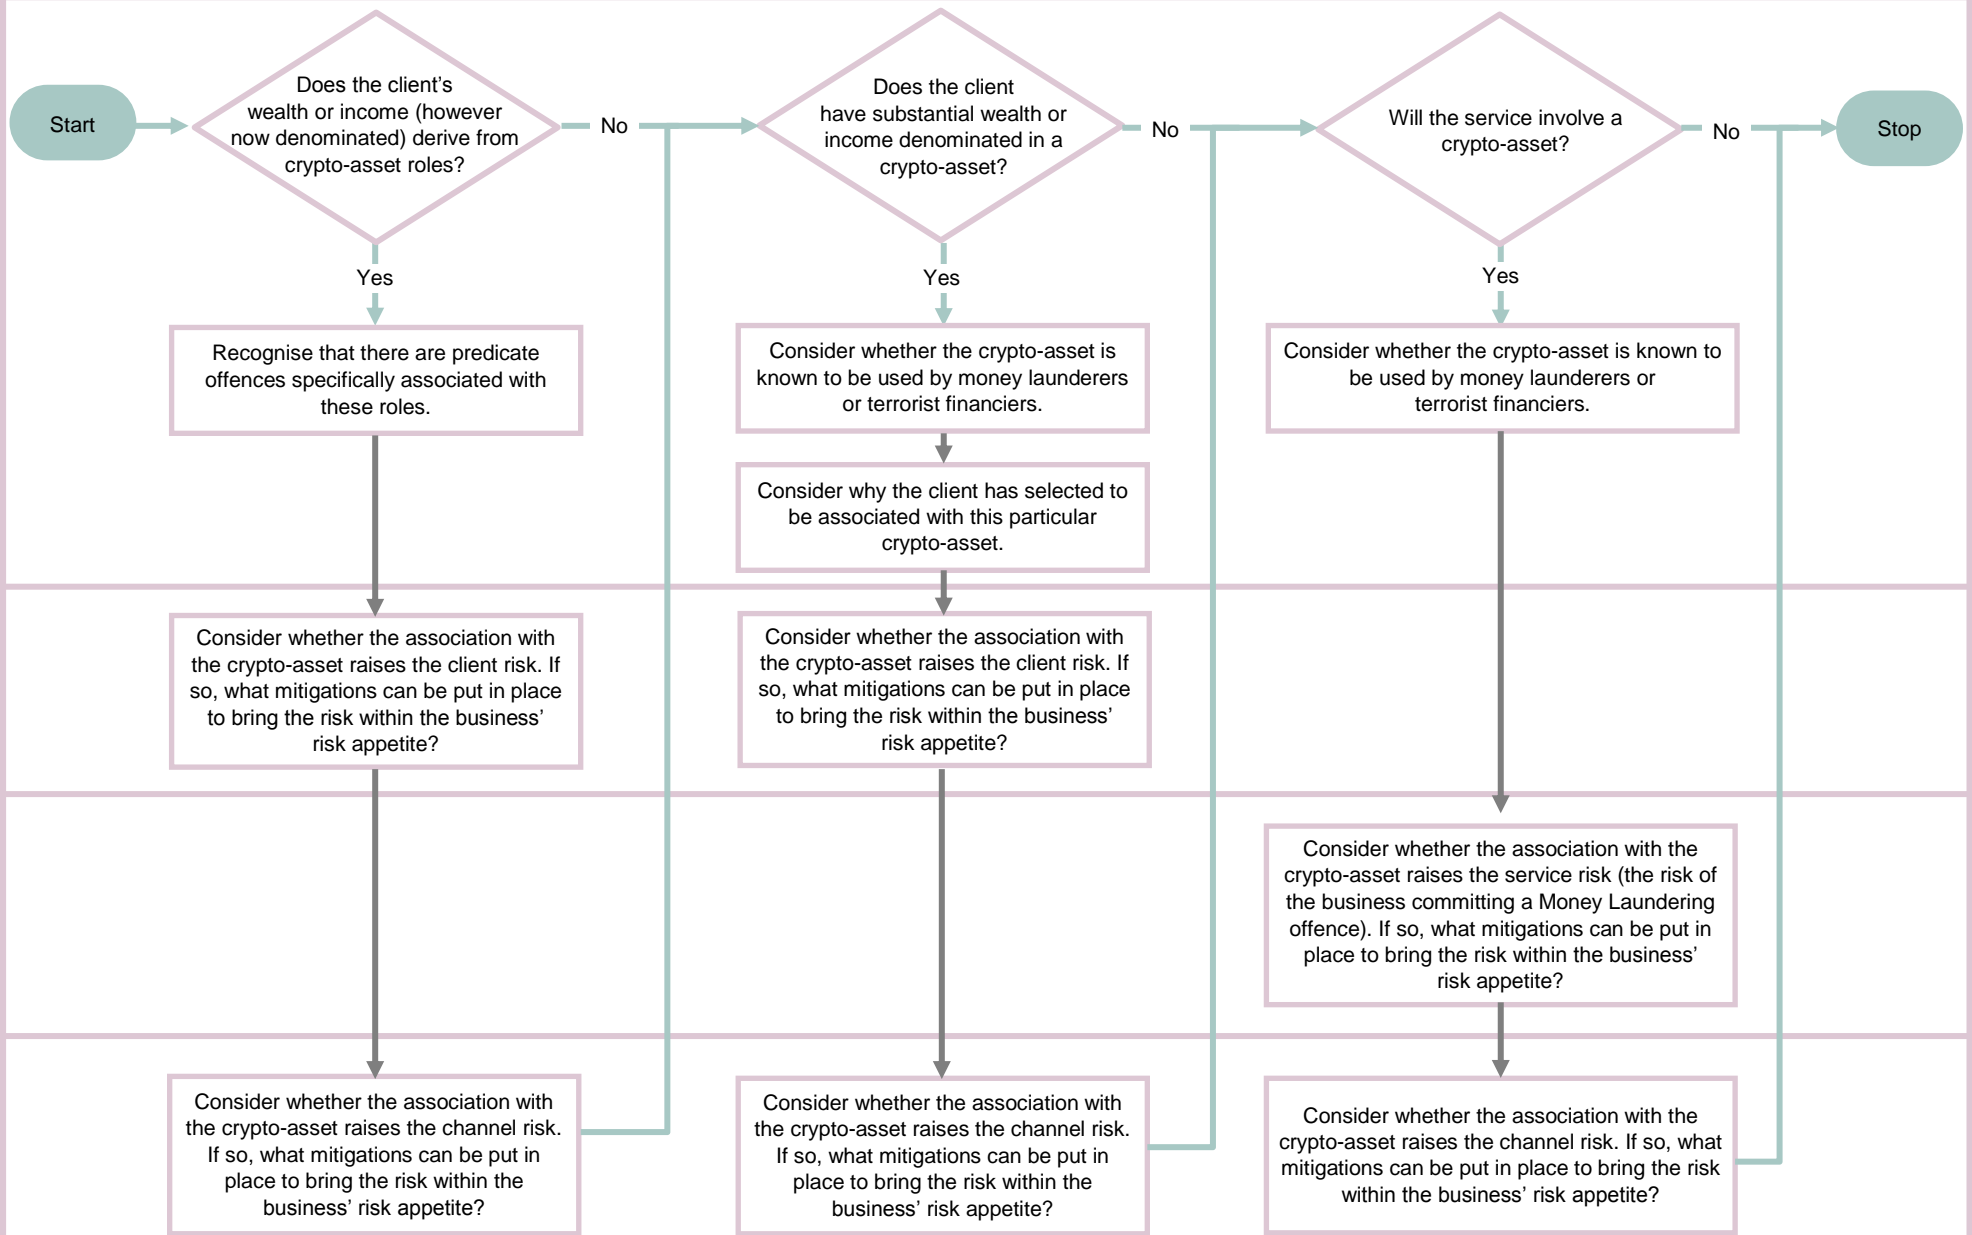 Start
Does the client’s
wealth or income (however
now denominated) derive from
crypto-asset roles?
No
Does the client
have substantial wealth or
income denominated in a
crypto-asset?
No
Will the service involve a
crypto-asset?
No
Stop
Yes
Yes
Yes
Recognise that there are predicate
offences specifically associated with
these roles.
Consider whether the crypto-asset is
known to be used by money launderers
or terrorist financiers.
Consider whether the crypto-asset is known to
be used by money launderers or
terrorist financiers.
Consider why the client has selected to
be associated with this particular
crypto-asset.
Consider whether the association with
the crypto-asset raises the client risk. If
so, what mitigations can be put in place
to bring the risk within the business’
risk appetite?
Consider whether the association with
the crypto-asset raises the client risk. If
so, what mitigations can be put in place
to bring the risk within the business’
risk appetite?
Consider whether the association with the
crypto-asset raises the service risk (the risk of
the business committing a Money Laundering
offence). If so, what mitigations can be put in
place to bring the risk within the business’
risk appetite?
Consider whether the association with
the crypto-asset raises the channel risk.
If so, what mitigations can be put in
place to bring the risk within the
business’ risk appetite?
Consider whether the association with
the crypto-asset raises the channel risk.
If so, what mitigations can be put in
place to bring the risk within the
business’ risk appetite?
Consider whether the association with the
crypto-asset raises the channel risk. If so, what
mitigations can be put in place to bring the risk
within the business’ risk appetite?